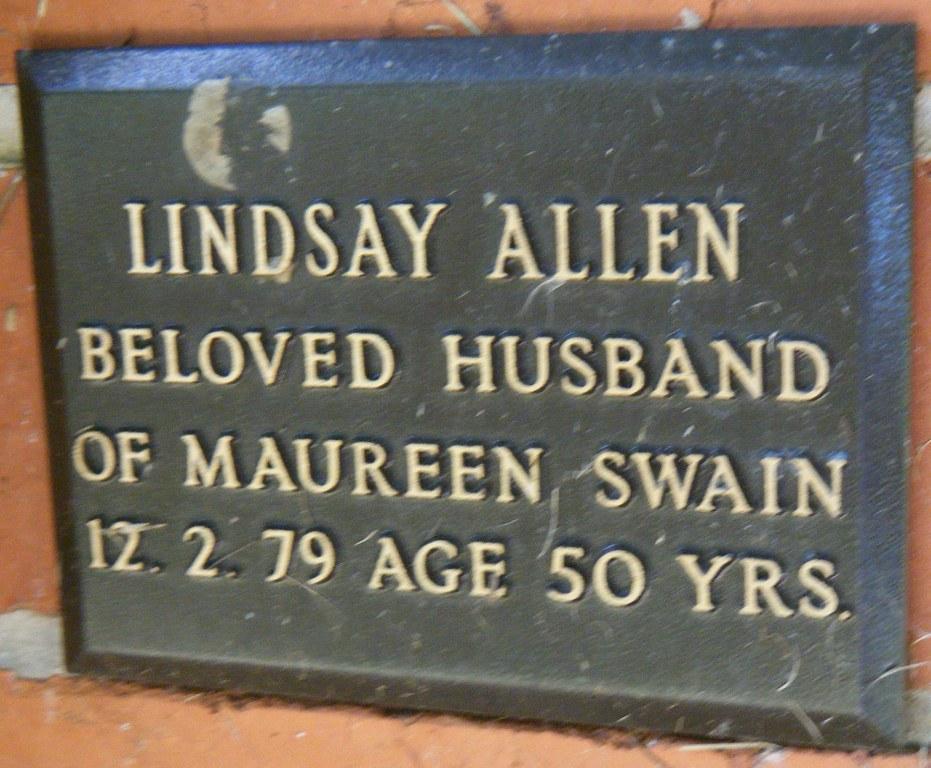 LINDSAY ALLEN
BELOVED HUSBAND
OF MAUREEN SWAIN
12. 2. 79 AGE 50 YRS.